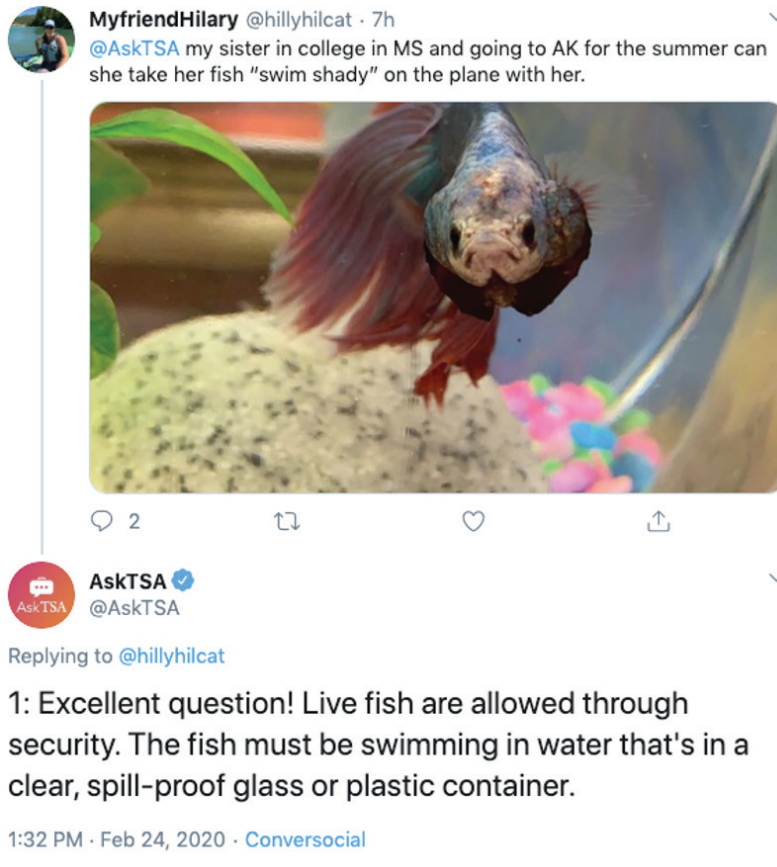 MyfriendHilary @hillyhilcat · 7h
@AskTSA my sister in college in MS and going to AK for the summer can
she take her fish “swim shady” on the plane with her.
2
AskTSA
AskTSA
@AskTSA
Replying to @hillyhilcat
1: Excellent question! Live fish are allowed through
security. The fish must be swimming in water that's in a
clear, spill-proof glass or plastic container.
1:32 PM · Feb 24, 2020 · Conversocial